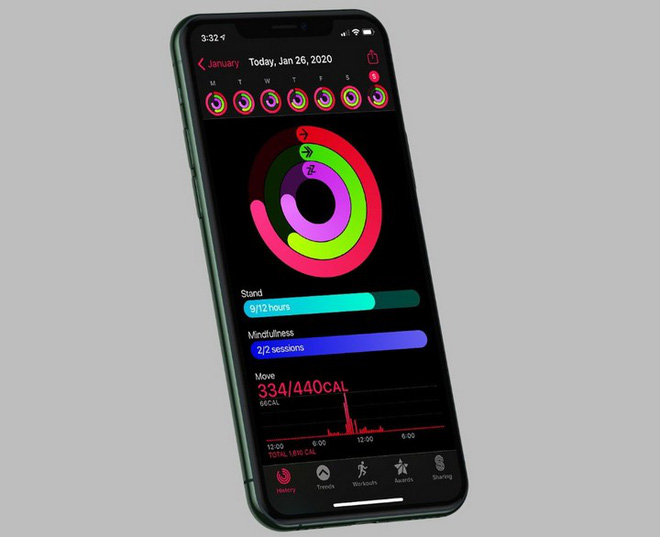 3:32
January
Today, Jan 26, 2020
M T W T F S S
Stand
9/12 hours
Mindfullness
2/2 sessions
Move
334/440CAL
66CAL
12:00 6:00 12:00 6:00
TOTAL 1,810 CAL
History Trends Workouts Awards Sharing